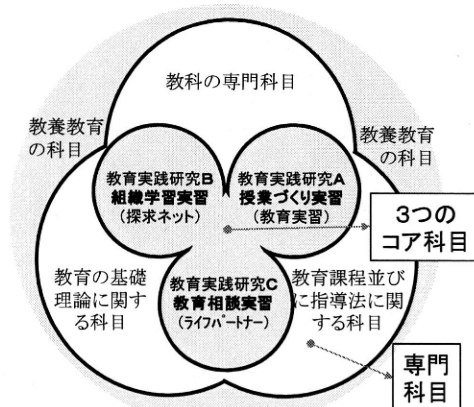 教科の専門科目
教養教育
の科目
教養教育
の科目
教育実践研究B
組織学習実習
(探求ネット)
教育実践研究A
授業づくり実習
(教育実習)
3つの
コア科目
教育の基礎
理論に関す
る科目
教育実践研究C
教育相談実習
(ライフパートナー)
教育課程並び
に指導法に関
する科目
専門
科目